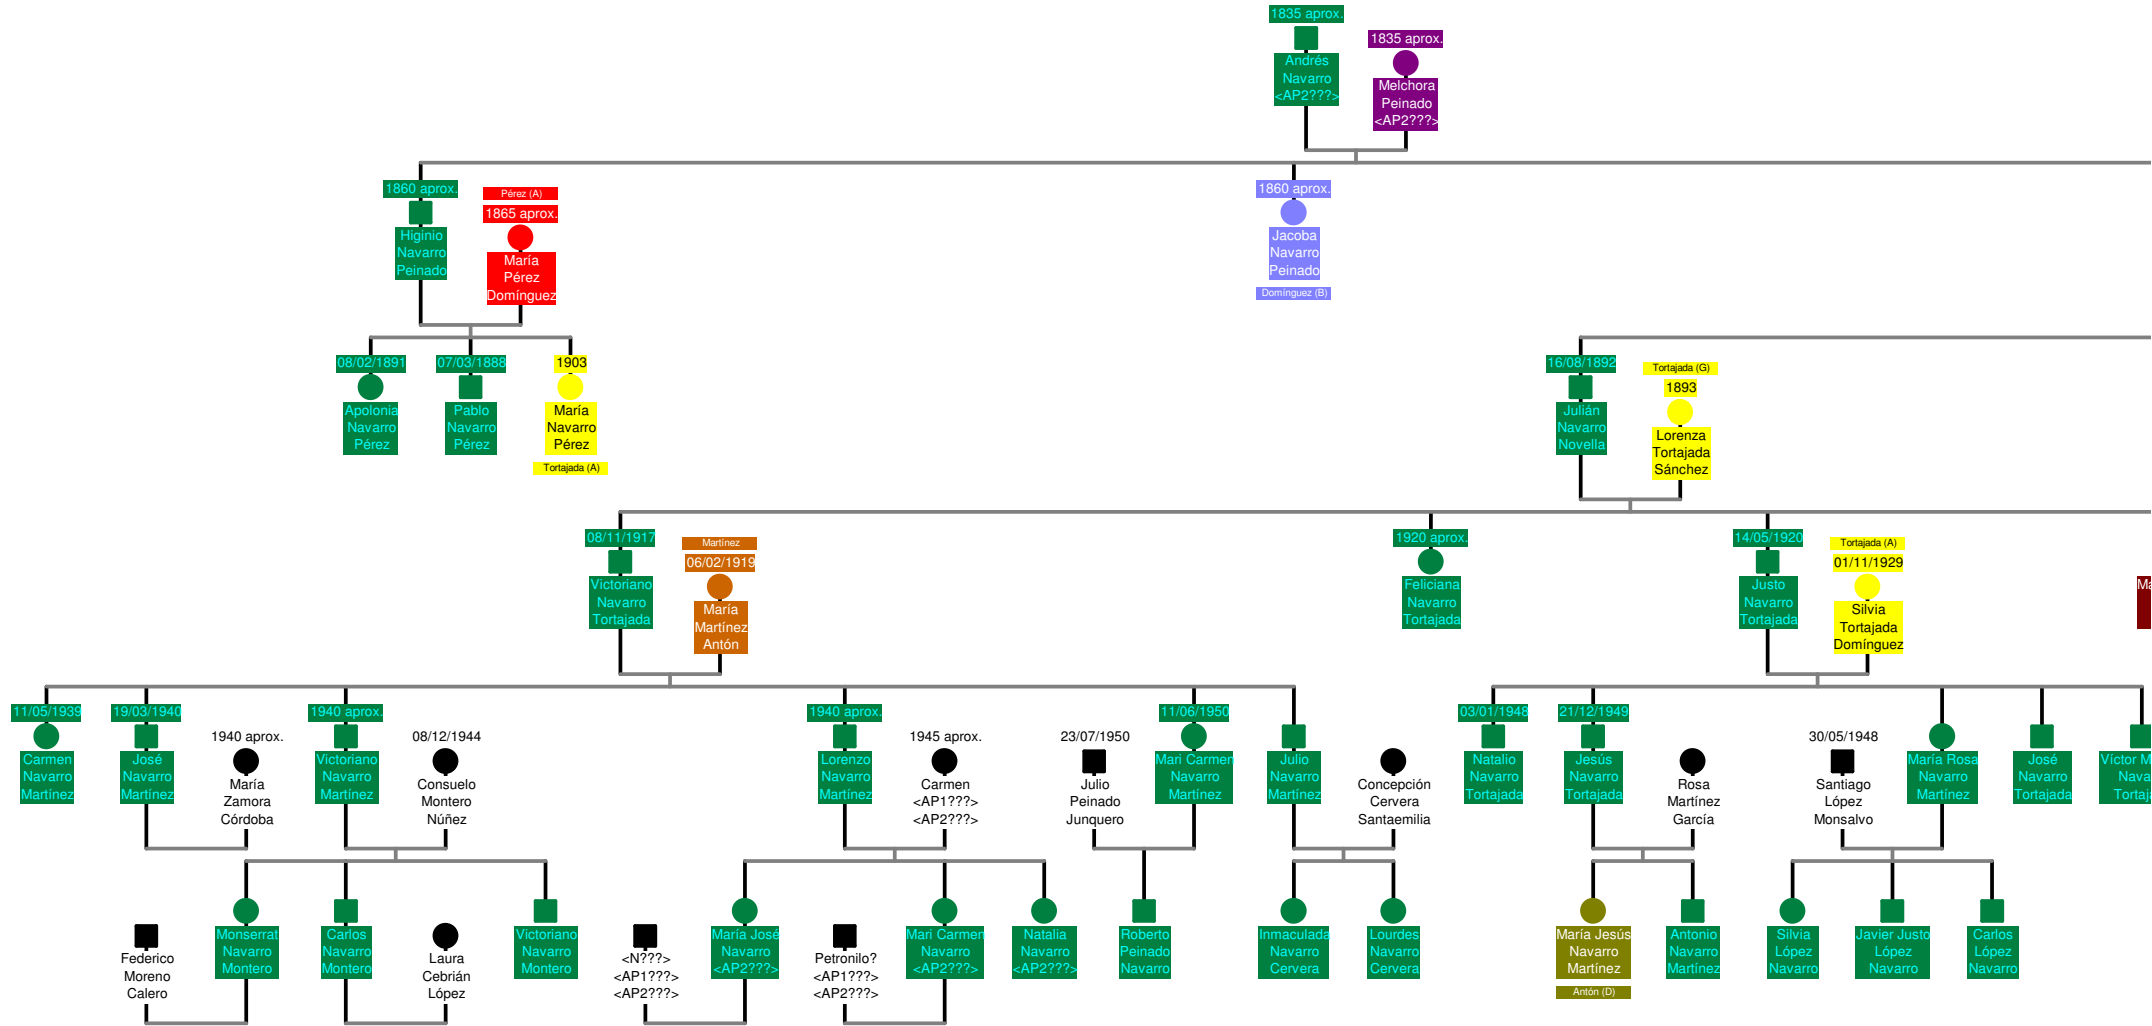 1835 aprox.
Andrés
Navarro
<AP2???>
1835 aprox.
Melchora
Peinado
<AP2???>
1860 aprox.
Higinio
Navarro
Peinado
Pérez (A)
1865 aprox.
María
Pérez
Domínguez
1860 aprox.
Jacoba
Navarro
Peinado
Domínguez (B)
08/02/1891
Apolonia
Navarro
Pérez
07/03/1888
Pablo
Navarro
Pérez
1903
María
Navarro
Pérez
Tortajada (A)
16/08/1892
Julián
Navarro
Novella
Tortajada (G)
1893
Lorenza
Tortajada
Sánchez
08/11/1917
Victoriano
Navarro
Tortajada
Martínez
06/02/1919
María
Martínez
Antón
1920 aprox.
Feliciana
Navarro
Tortajada
14/05/1920
Justo
Navarro
Tortajada
Tortajada (A)
01/11/1929
Silvia
Tortajada
Domínguez
Ma
11/05/1939
Carmen
Navarro
Martínez
19/03/1940
José
Navarro
Martínez
1940 aprox.
María
Zamora
Córdoba
1940 aprox.
Victoriano
Navarro
Martínez
08/12/1944
Consuelo
Montero
Núñez
1940 aprox.
Lorenzo
Navarro
Martínez
1945 aprox.
Carmen
<AP1???>
<AP2???>
23/07/1950
Julio
Peinado
Junquero
11/06/1950
Mari Carmen
Navarro
Martínez
Julio
Navarro
Martínez
Concepción
Cervera
Santaemilia
03/01/1948
Natalio
Navarro
Tortajada
21/12/1949
Jesús
Navarro
Tortajada
Rosa
Martínez
García
30/05/1948
Santiago
López
Monsalvo
María Rosa
Navarro
Martínez
José
Navarro
Tortajada
Víctor M
Nava
Tortaj
Federico
Moreno
Calero
Monserrat
Navarro
Montero
Carlos
Navarro
Montero
Laura
Cebrián
López
Victoriano
Navarro
Montero
<N???>
<AP1???>
<AP2???>
María José
Navarro
<AP2???>
Petronilo?
<AP1???>
<AP2???>
Mari Carmen
Navarro
<AP2???>
Natalia
Navarro
<AP2???>
Roberto
Peinado
Navarro
Inmaculada
Navarro
Cervera
Lourdes
Navarro
Cervera
María Jesús
Navarro
Martínez
Antón (D)
Antonio
Navarro
Martínez
Silvia
López
Navarro
Javier Justo
López
Navarro
Carlos
López
Navarro